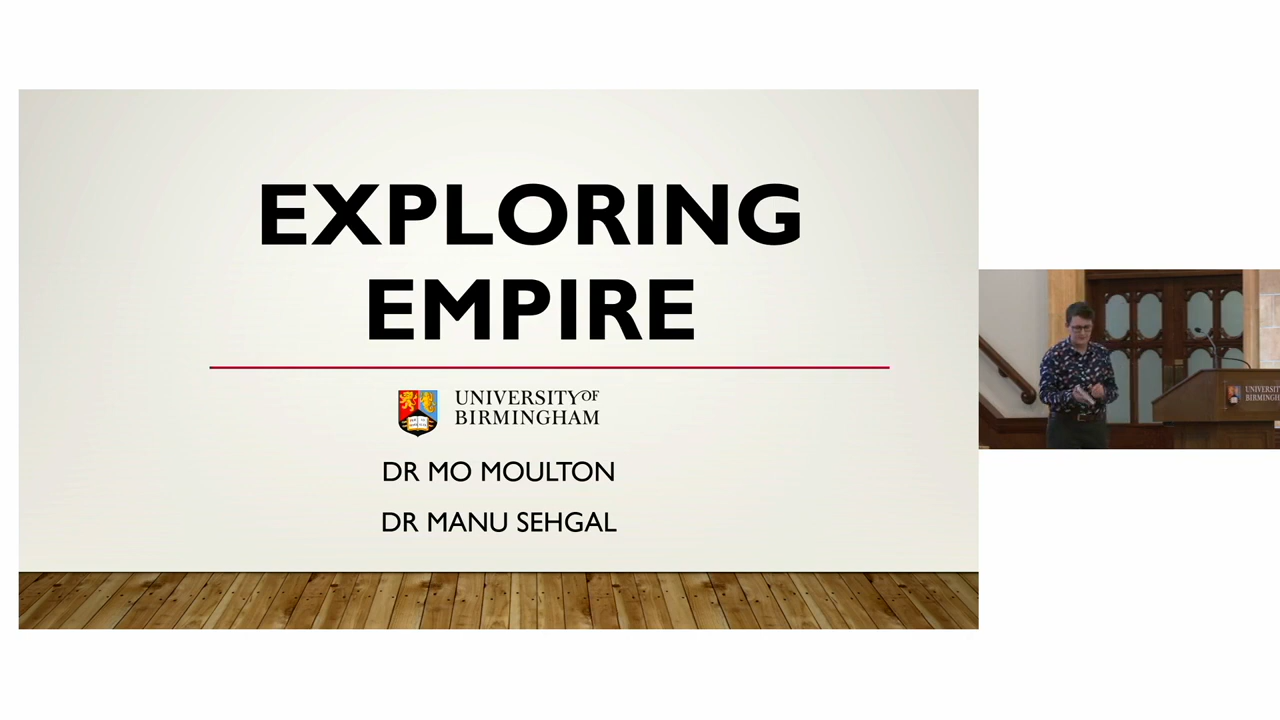 EXPLORING
EMPIRE
UNIVERSITY OF
BIRMINGHAM
DR MO MOULTON
DR MANU SEHGAL